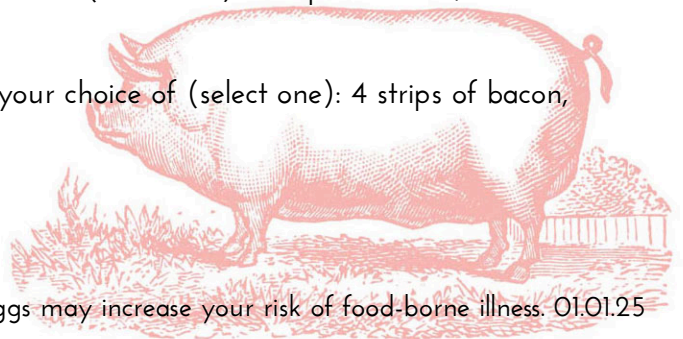 your choice of (select one): 4 strips of bacon,
may increase your risk of food-borne illness. 01.01.25